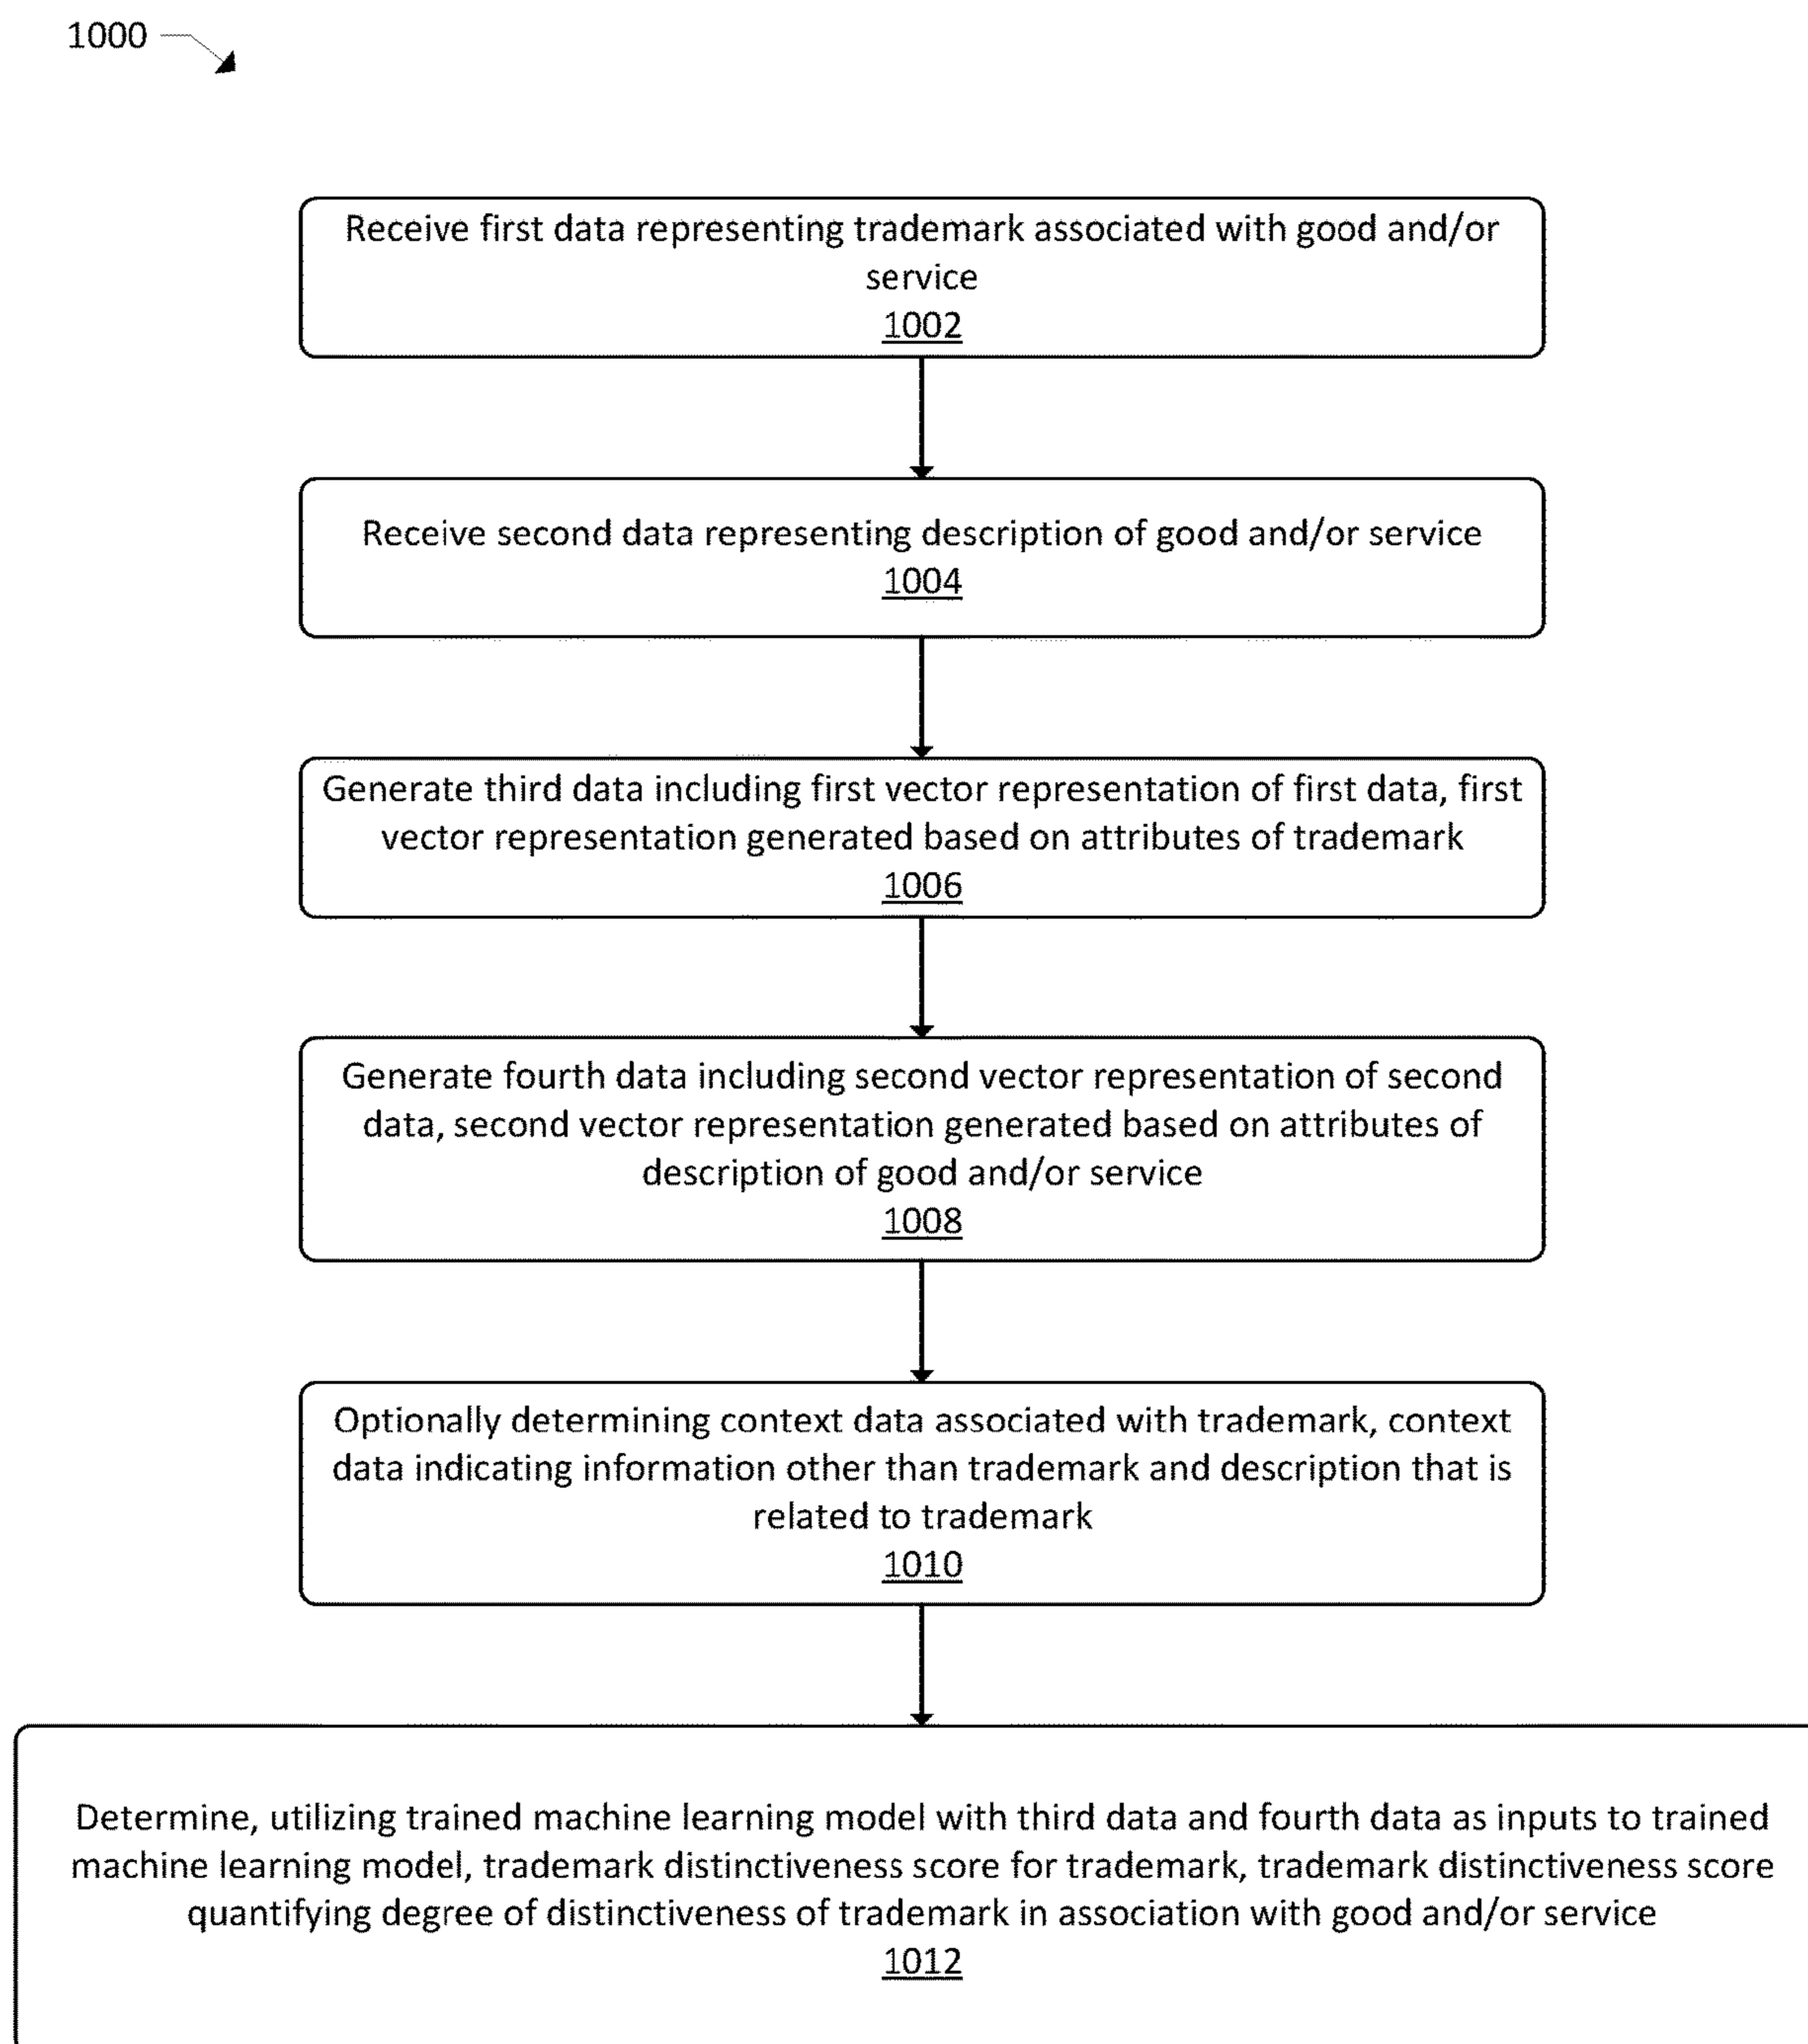 1000
Receive first data representing trademark associated with good and/or
service
1002
Receive second data representing description of good and/or service
1004
Generate third data including first vector representation of first data, first
vector representation generated based on attributes of trademark
1006
Generate fourth data including second vector representation of second
data, second vector representation generated based on attributes of
description of good and/or service
1008
Optionally determining context data associated with trademark, context
data indicating information other than trademark and description that is
related to trademark
1010
Determine, utilizing trained machine learning model with third data and fourth data as inputs to trained
machine learning model, trademark distinctiveness score for trademark, trademark distinctiveness score
quantifying degree of distinctiveness of trademark in association with good and/or service
1012